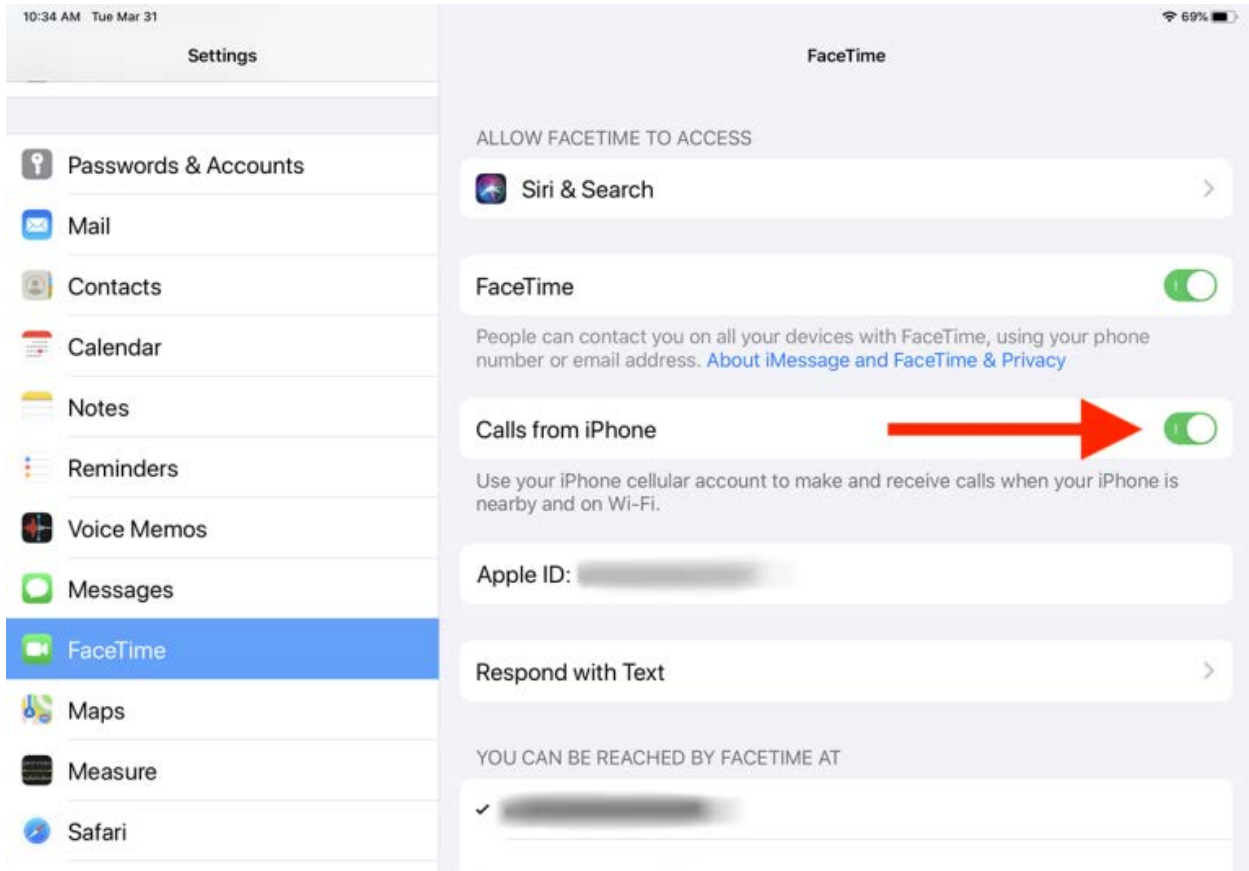 10:34 AM Tue Mar 31
69%
Settings
Passwords & Accounts
Mail
Contacts
Calendar
Notes
Reminders
Voice Memos
Messages
FaceTime
Maps
Measure
Safari
FaceTime
ALLOW FACETIME TO ACCESS
Siri & Search
FaceTime
People can contact you on all your devices with FaceTime, using your phone
number or email address. About iMessage and FaceTime & Privacy
Calls from iPhone
Use your iPhone cellular account to make and receive calls when your iPhone is
nearby and on Wi-Fi.
Apple ID:
Respond with Text
YOU CAN BE REACHED BY FACETIME AT